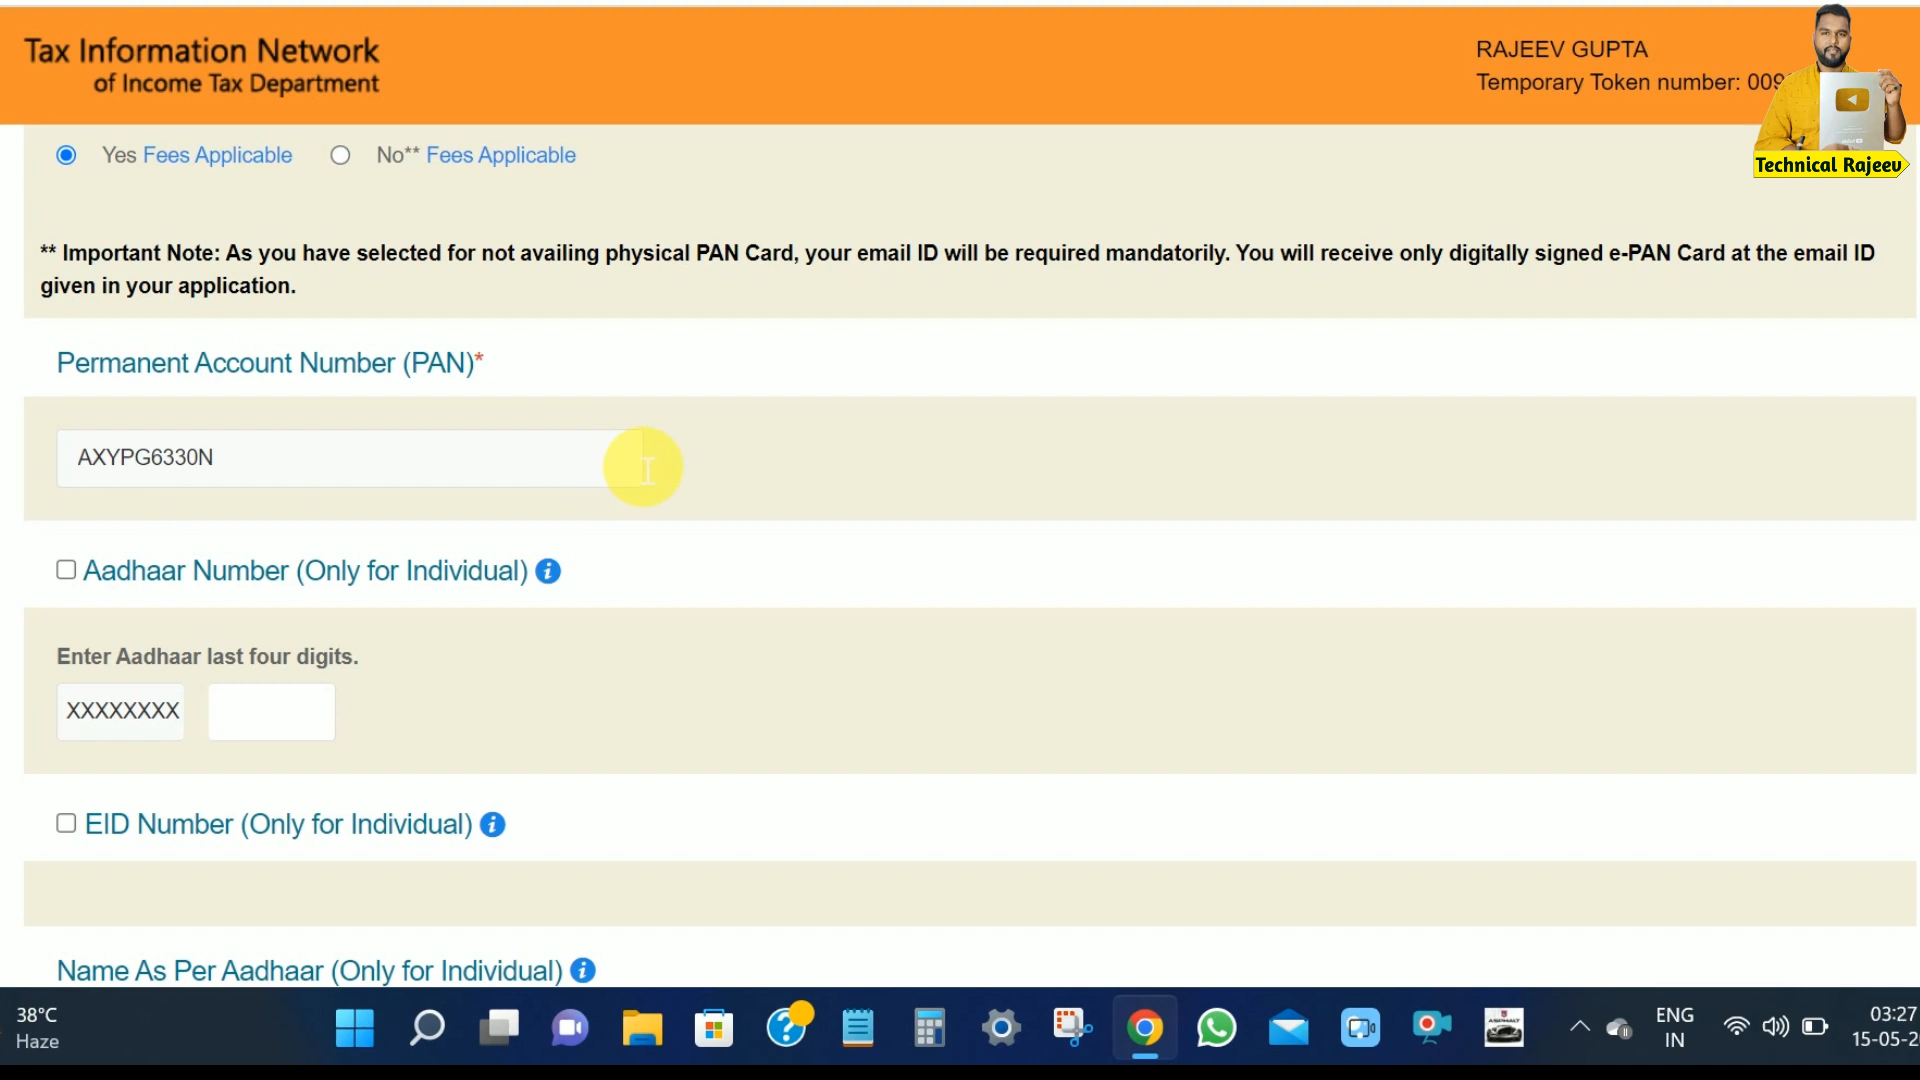 Tax Information Network
of Income Tax Department
RAJEEV GUPTA
Temporary Token number: 009
Technical Rajeev
Yes Fees Applicable No** Fees Applicable
** Important Note: As you have selected for not availing physical PAN Card, your email ID will be required mandatorily. You will receive only digitally signed e-PAN Card at the email ID
given in your application.
Permanent Account Number (PAN)*
AXYPG6330N
Aadhaar Number (Only for Individual) i
Enter Aadhaar last four digits.
XXXXXXXX
EID Number (Only for Individual) i
Name As Per Aadhaar (Only for Individual) i
38°C
Haze
ENG
IN
03:27
15-05-2